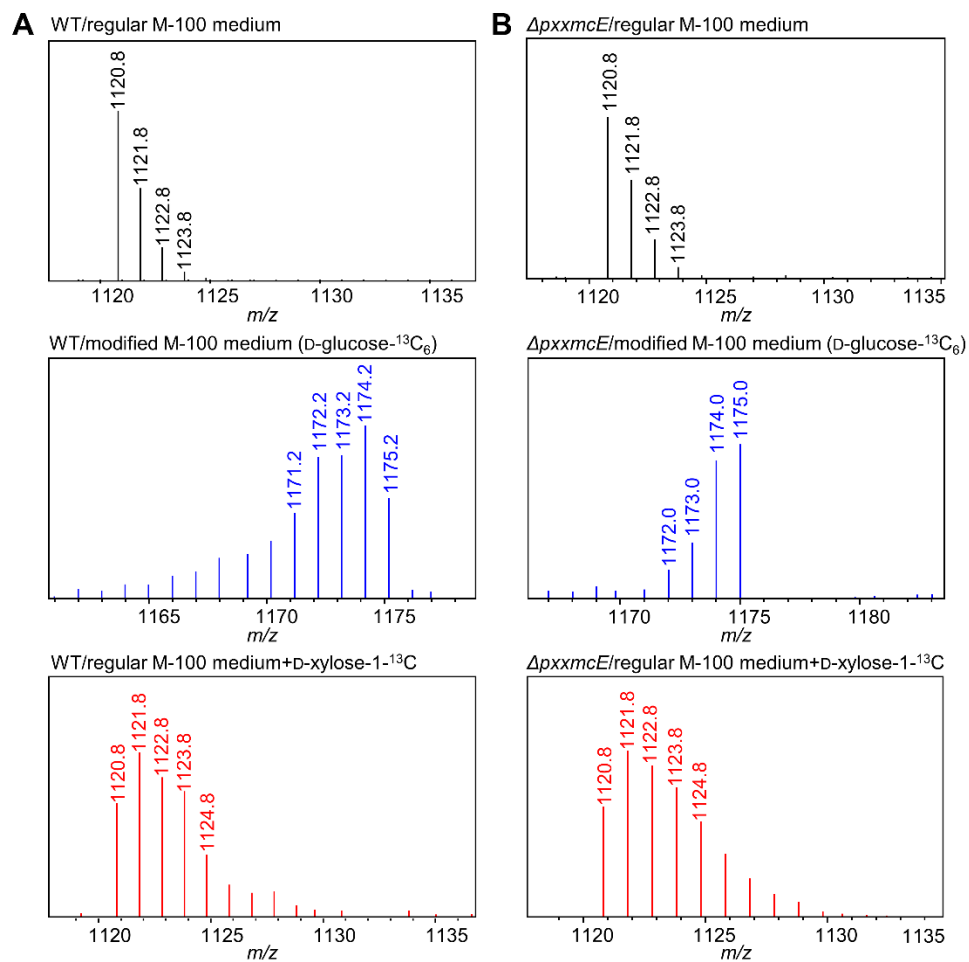 A WT/regular M-100 medium
1120.8
1121.8
1122.8
1123.8
1120 1125 1130 1135
m/z
WT/modified M-100 medium (D-glucose-¹³C₆)
1171.2
1172.2
1173.2
1174.2
1175.2
1165 1170 1175
m/z
WT/regular M-100 medium+D-xylose-1-¹³C
1120.8
1121.8
1122.8
1123.8
1124.8
1120 1125 1130 1135
m/z
B ΔpxxmcE/regular M-100 medium
1120.8
1121.8
1122.8
1123.8
1120 1125 1130 1135
m/z
ΔpxxmcE/modified M-100 medium (D-glucose-¹³C₆)
1172.0
1173.0
1174.0
1175.0
1170 1175 1180
m/z
ΔpxxmcE/regular M-100 medium+D-xylose-1-¹³C
1120.8
1121.8
1122.8
1123.8
1124.8
1120 1125 1130 1135
m/z